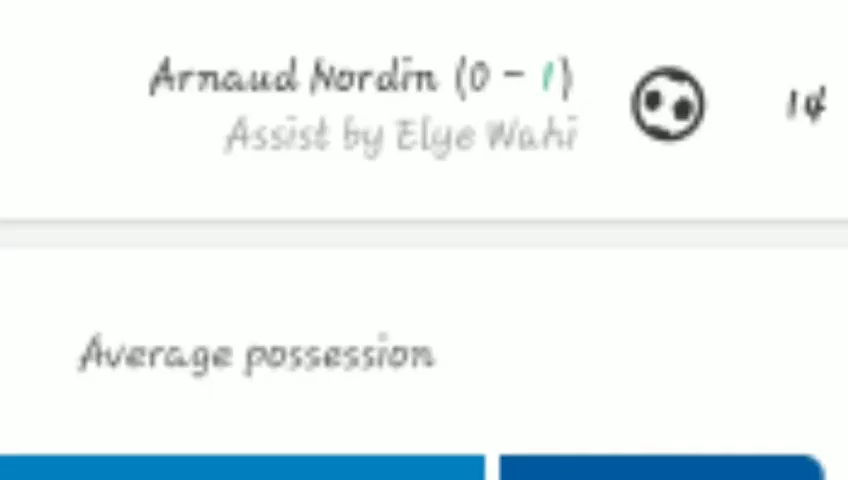 Arnaud Nordin (0 - 1)
Assist by Elye Wahi
Average possession